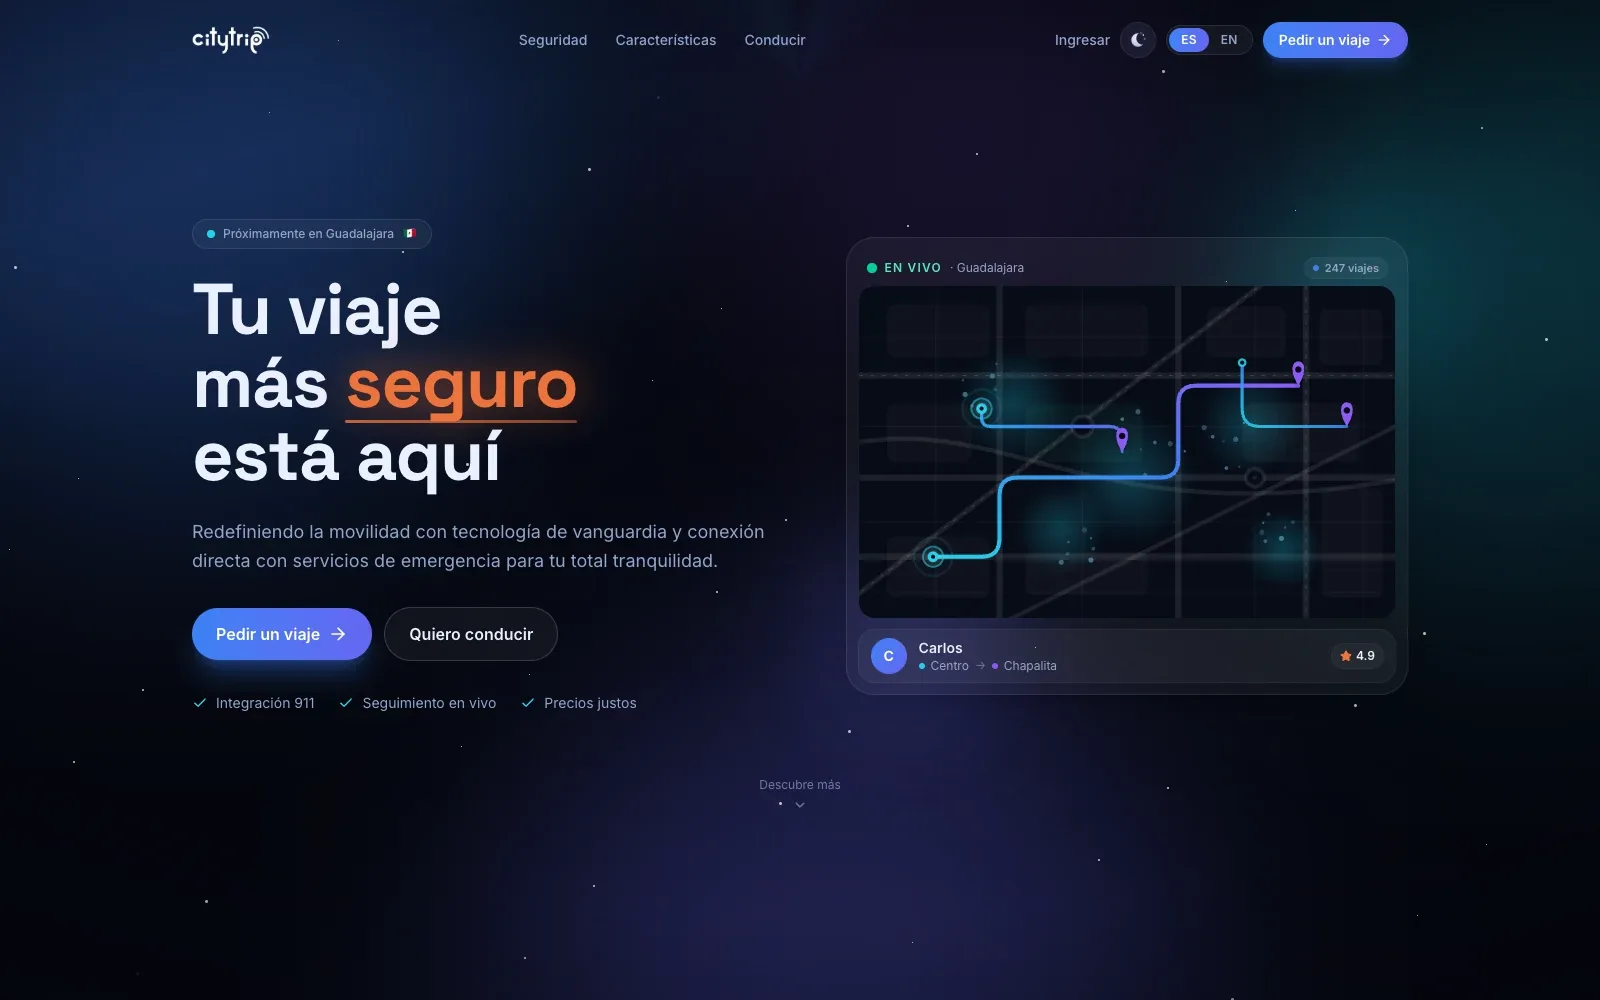 citytrip
Seguridad
Características
Conducir
Ingresar
ES
EN
Pedir un viaje →
Próximamente en Guadalajara 🇲🇽
Tu viaje
más seguro
está aquí
Redefiniendo la movilidad con tecnología de vanguardia y conexión
directa con servicios de emergencia para tu total tranquilidad.
Pedir un viaje →
Quiero conducir
Integración 911
Seguimiento en vivo
Precios justos
EN VIVO · Guadalajara
247 viajes
C
Carlos
Centro → Chapalita
4.9
Descubre más